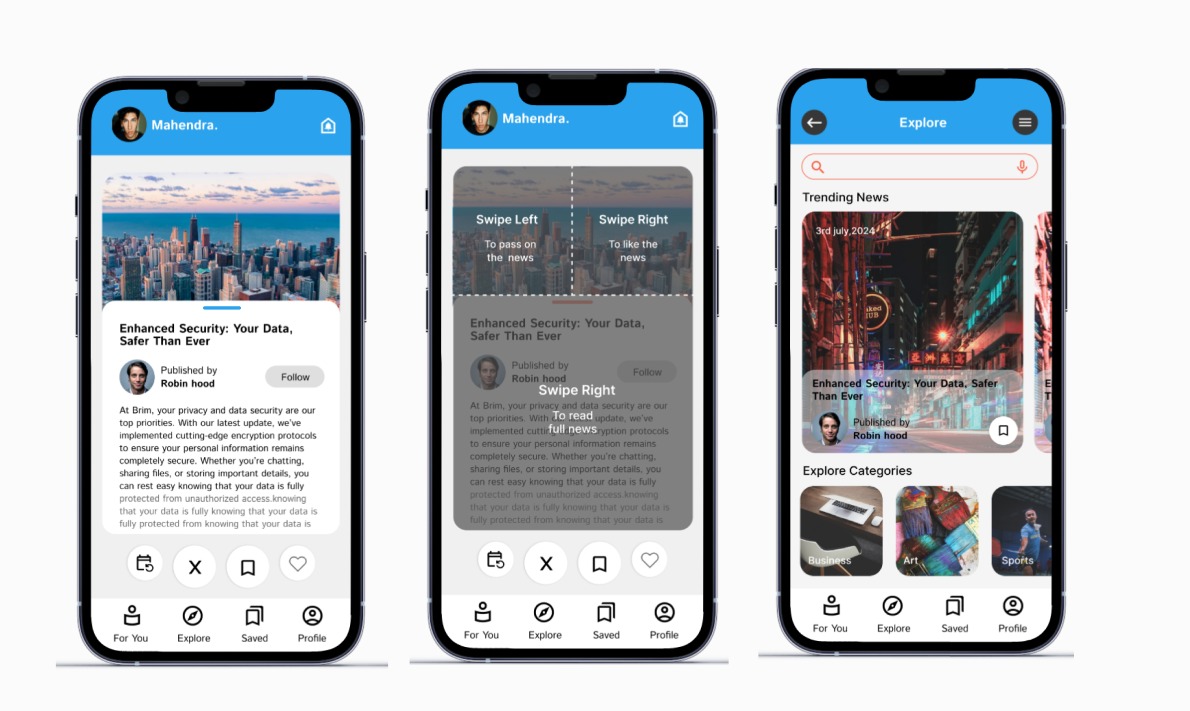 Mahendra.
Enhanced Security: Your Data,
Safer Than Ever
Published by
Robin hood
Follow
At Brim, your privacy and data security are our
top priorities. With our latest update, we've
implemented cutting-edge encryption protocols
to ensure your personal information remains
completely secure. Whether you're chatting,
sharing files, or storing important details, you
can rest easy knowing that your data is fully
protected from unauthorized access.knowing
that your data is fully knowing that you have is
fully protected from knowing that your data is
X
For You
Explore
Saved
Profile
Mahendra.
Swipe Left
To pass on
the news
Swipe Right
To like the
news
Enhanced Security: Your Data,
Safer Than Ever
Published by
Robin hood
Follow
Swipe Right
To read
full news
At Brim, your privacy and data security are our
top priorities. With our latest update, we've
implemented cutting-edge encryption protocols
to ensure your personal information remains
completely secure. Whether you're chatting,
sharing files, or storing important details, you
can rest easy knowing that your data is fully
protected from unauthorized access.knowing
that your data is fully knowing that you have is
fully protected from knowing that your data is
X
For You
Explore
Saved
Profile
Explore
Trending News
3rd july,2024
亞洲
Enhanced Security: Your Data, Safer
Than Ever
Published by
Robin hood
E
T
Explore Categories
Business
Art
Sports
For You
Explore
Saved
Profile